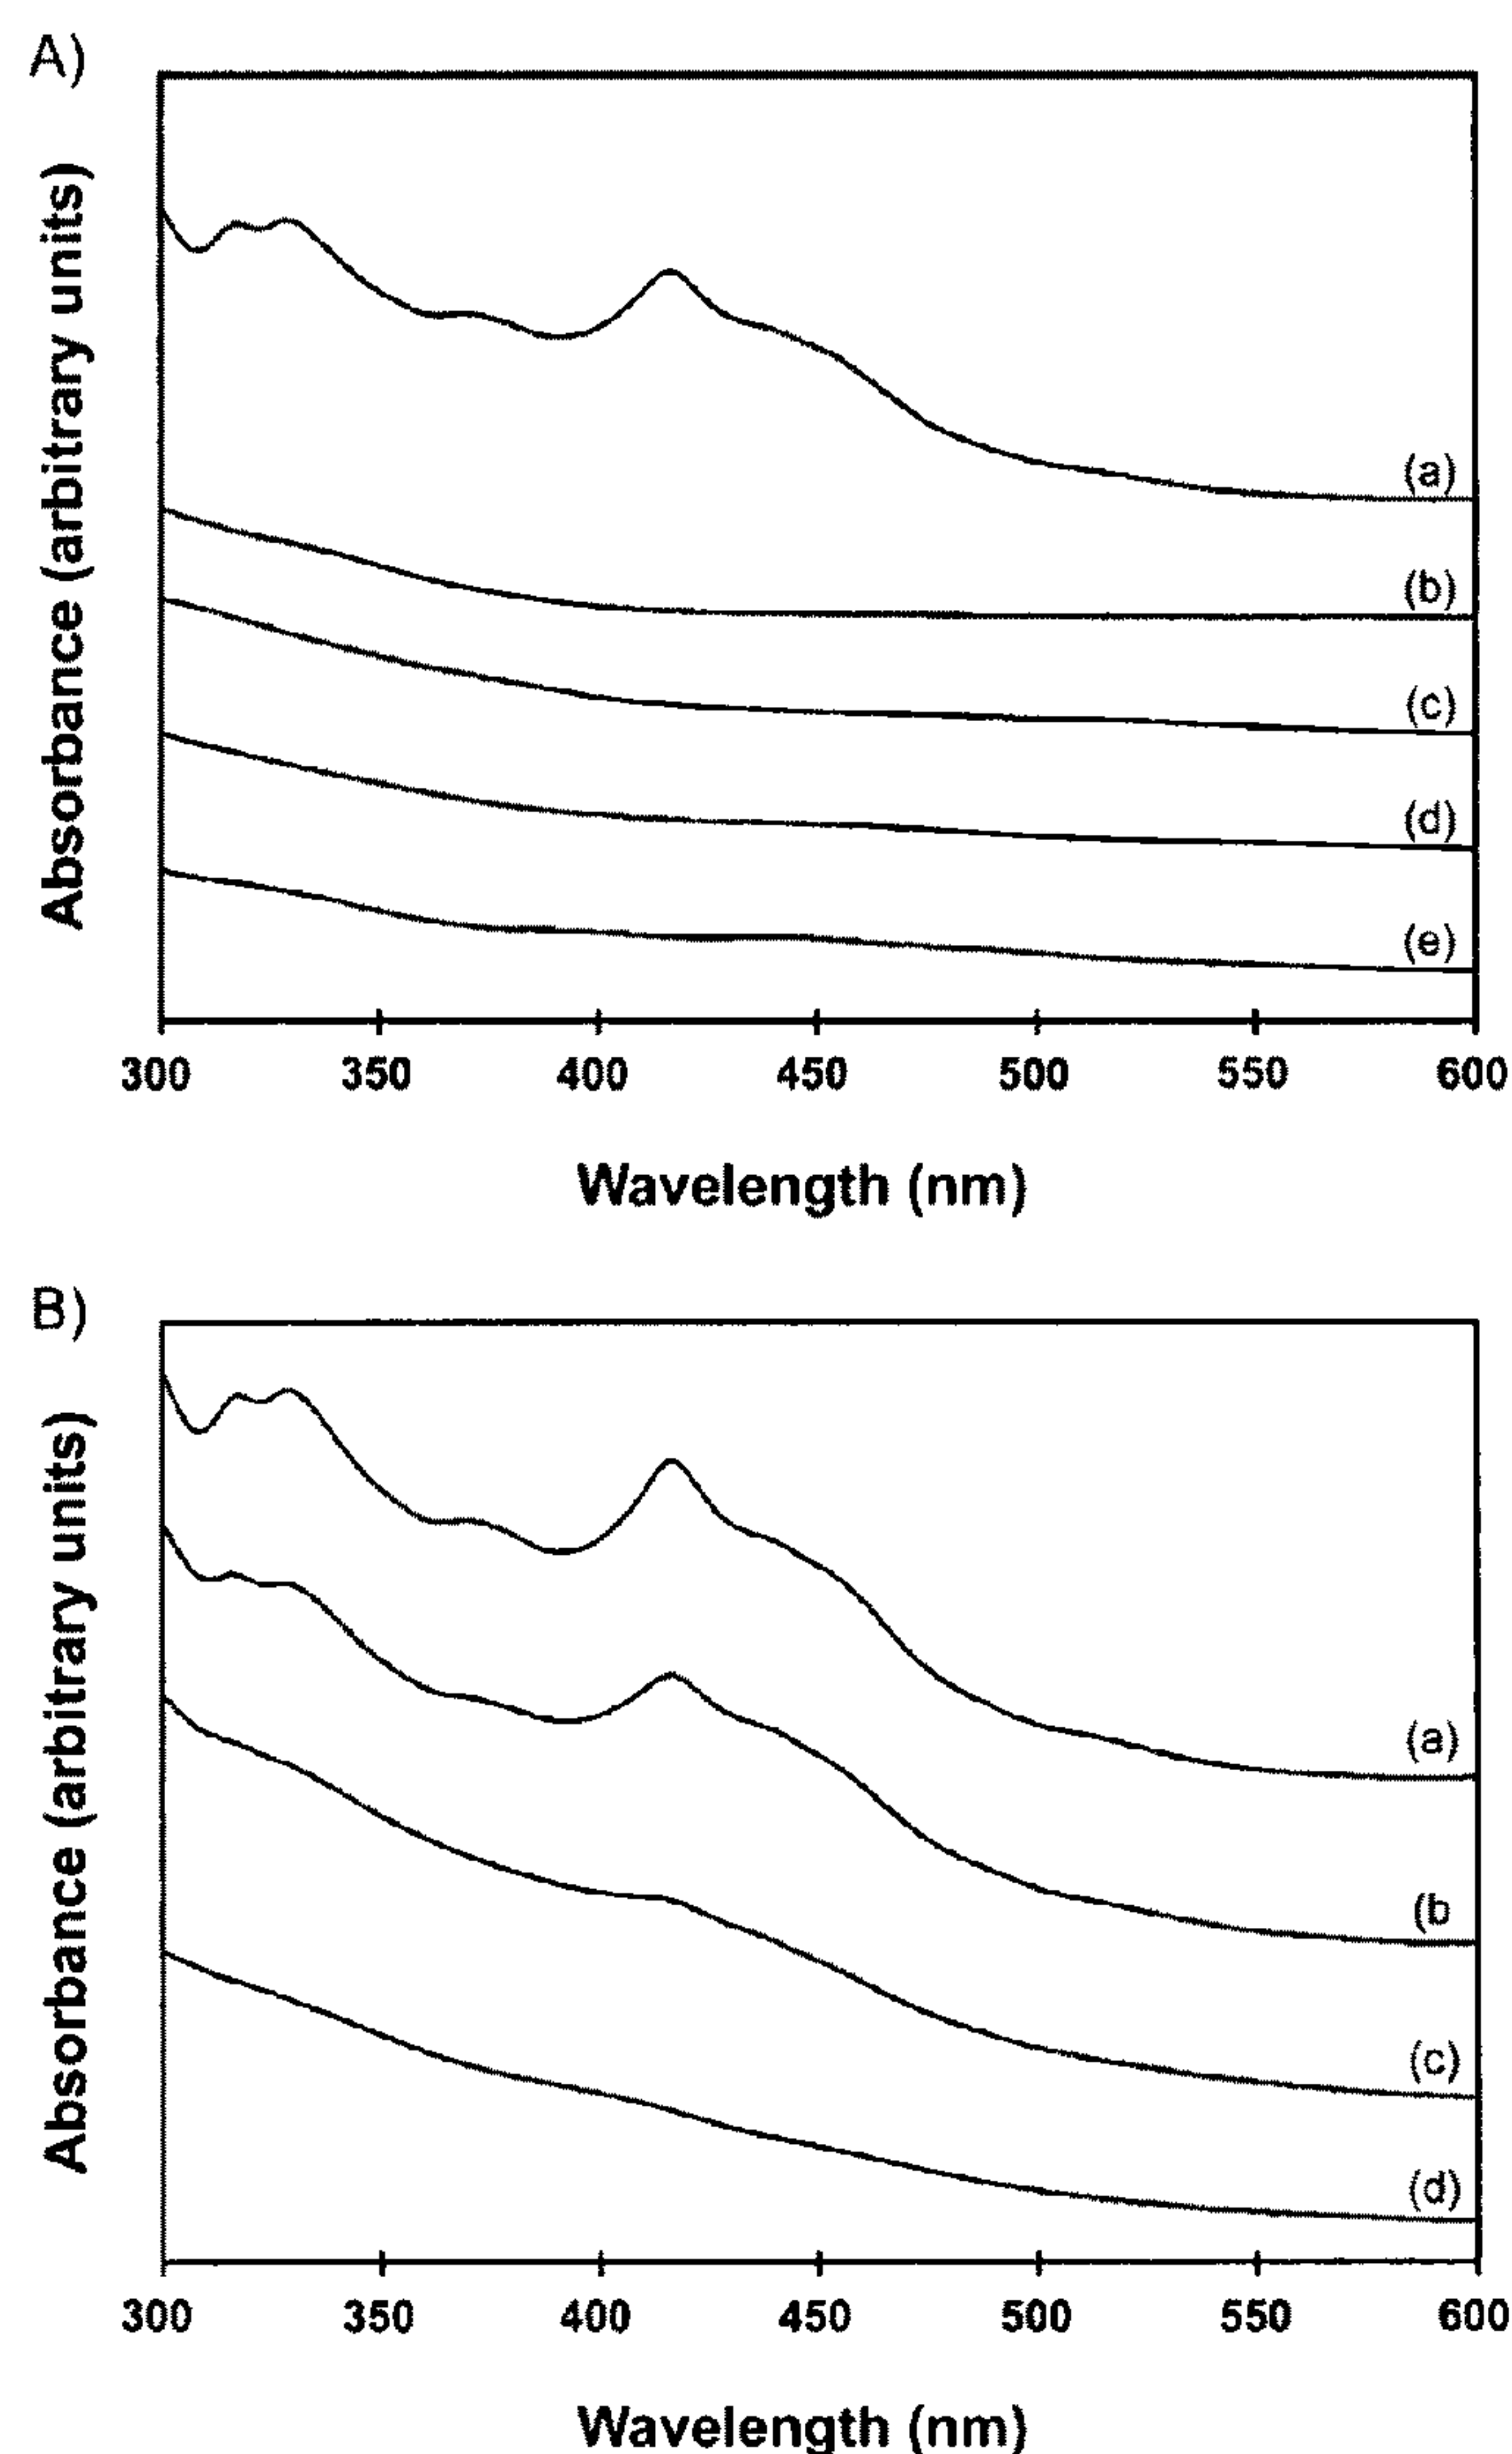 A)
Absorbance (arbitrary units)
(a)
(b)
(c)
(d)
(e)
300 350 400 450 500 550 600
Wavelength (nm)
B)
Absorbance (arbitrary units)
(a)
(b
(c)
(d)
300 350 400 450 500 550 600
Wavelength (nm)